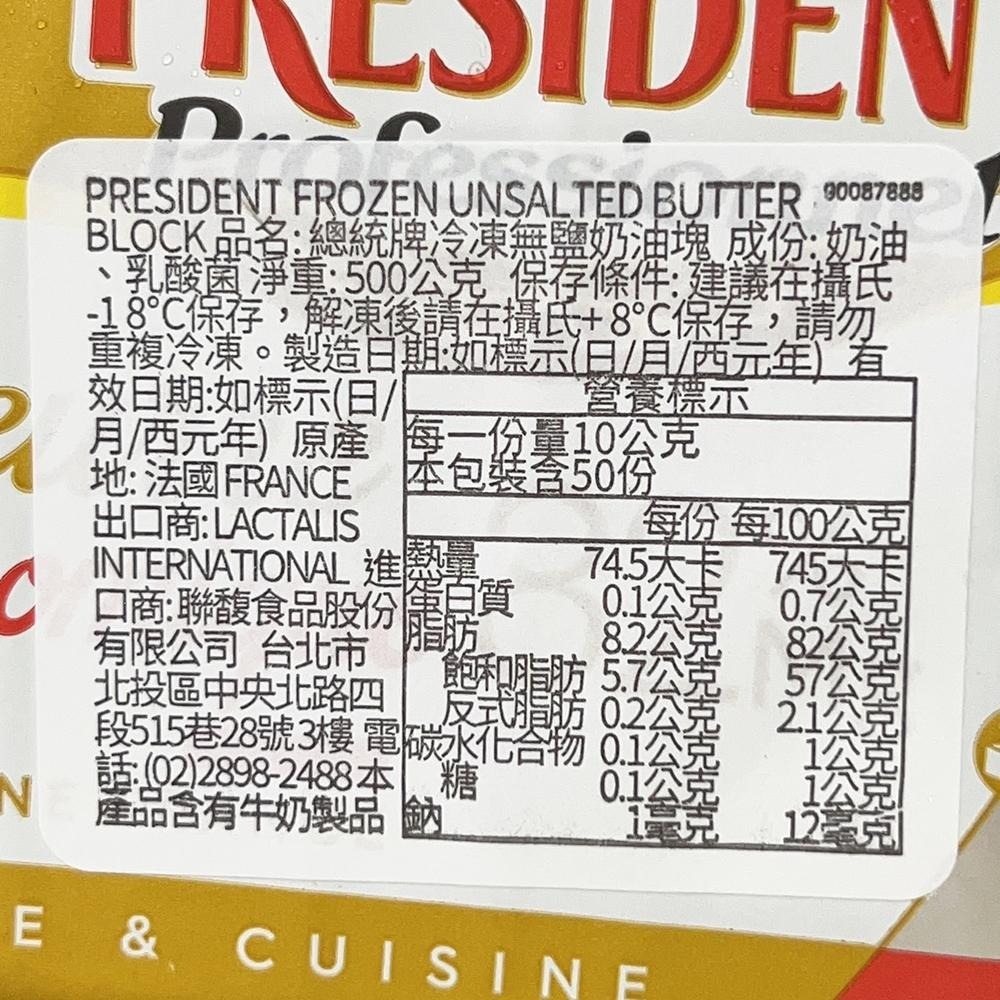 PRESIDEN
Professionnel
PRESIDENT FROZEN UNSALTED BUTTER 90087888
BLOCK 品名: 總統牌冷凍無鹽奶油塊 成份: 奶油
、乳酸菌 淨重: 500公克 保存條件: 建議在攝氏
-18°C保存，解凍後請在攝氏+8°C保存，請勿
重複冷凍。製造日期:如標示(日/月/西元年) 有
效日期:如標示(日/
月/西元年) 原產
地: 法國 FRANCE
出口商: LACTALIS
INTERNATIONAL 進
口商: 聯馥食品股份
有限公司 台北市
北投區中央北路四
段515巷28號3樓 電
話:(02)2898-2488 本
產品含有牛奶製品
營養標示
每一份量10公克
本包裝含50份
每份 每100公克
熱量 74.5大卡 745大卡
蛋白質 0.1公克 0.7公克
脂肪 8.2公克 82公克
飽和脂肪 5.7公克 57公克
反式脂肪 0.2公克 2.1公克
碳水化合物 0.1公克 1公克
糖 0.1公克 1公克
鈉 1毫克 12毫克
E & CUISINE